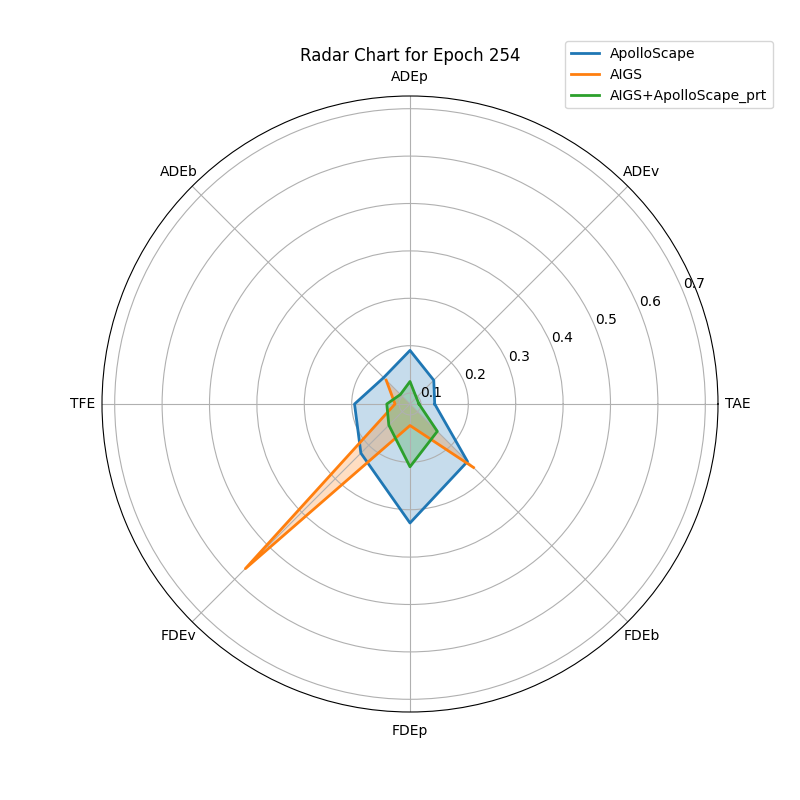 Radar Chart for Epoch 254
ApolloScape
AIGS
AIGS+ApolloScape_prt
ADEp
ADEb
ADEv
0.7
0.6
0.5
0.4
0.3
0.2
0.1
TFE
TAE
FDEv
FDEb
FDEp